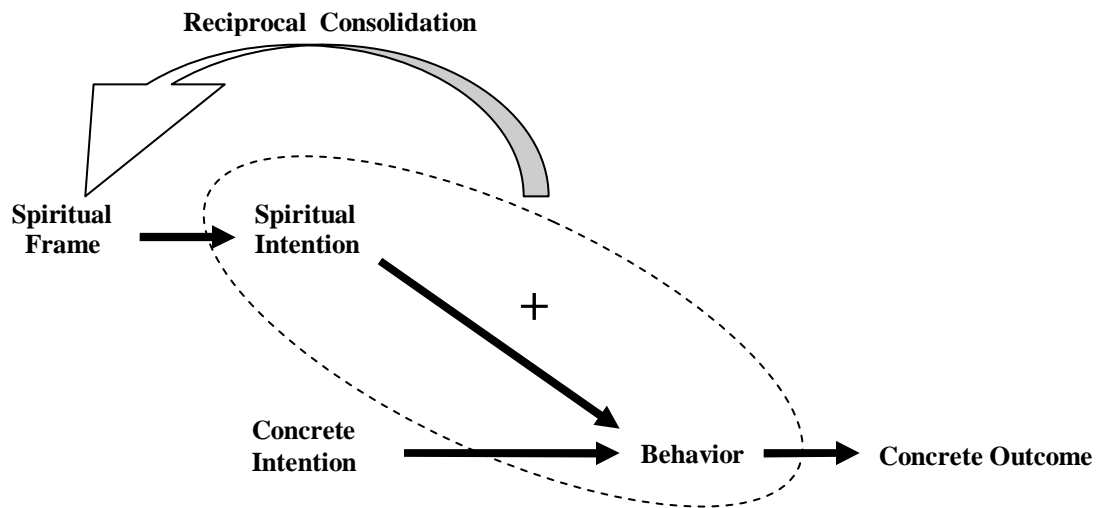 Reciprocal Consolidation
Spiritual
Frame
Spiritual
Intention
+
Concrete
Intention
Behavior
Concrete Outcome